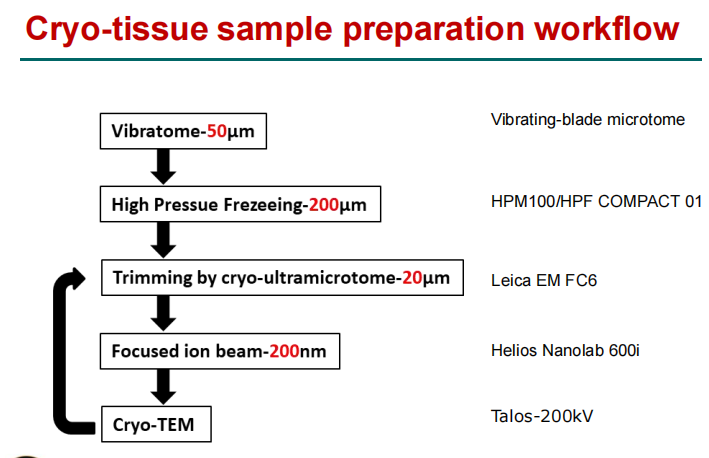 Cryo-tissue sample preparation workflow
Vibratome-50μm
Vibrating-blade microtome
High Pressue Frezeeing-200μm
HPM100/HPF COMPACT 01
Trimming by cryo-ultramicrotome-20μm
Leica EM FC6
Focused ion beam-200nm
Helios Nanolab 600i
Cryo-TEM
Talos-200kV